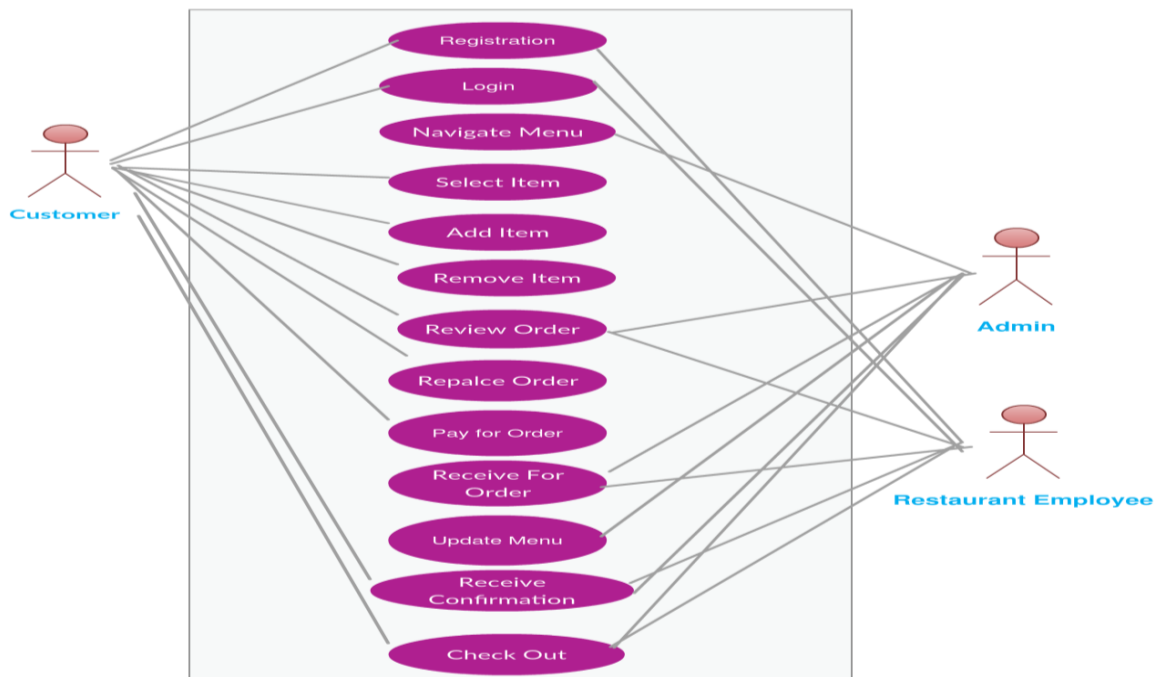 Registration
Login
Navigate Menu
Select Item
Customer
Add Item
Remove Item
Review Order
Admin
Repalce Order
Pay for Order
Receive For
Order
Restaurant Employee
Update Menu
Receive
Confirmation
Check Out